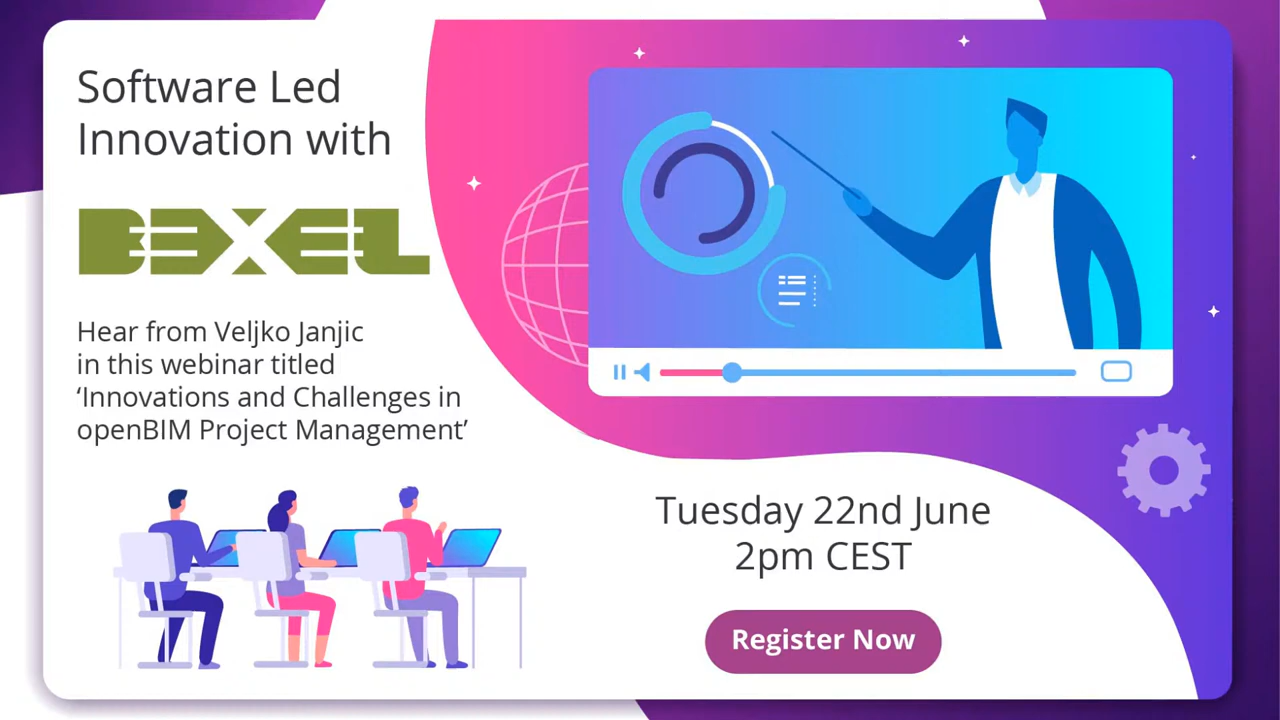 Software Led
Innovation with
BEXEL
Hear from Veljko Janjic
in this webinar titled
‘Innovations and Challenges in
openBIM Project Management’
Tuesday 22nd June
2pm CEST
Register Now